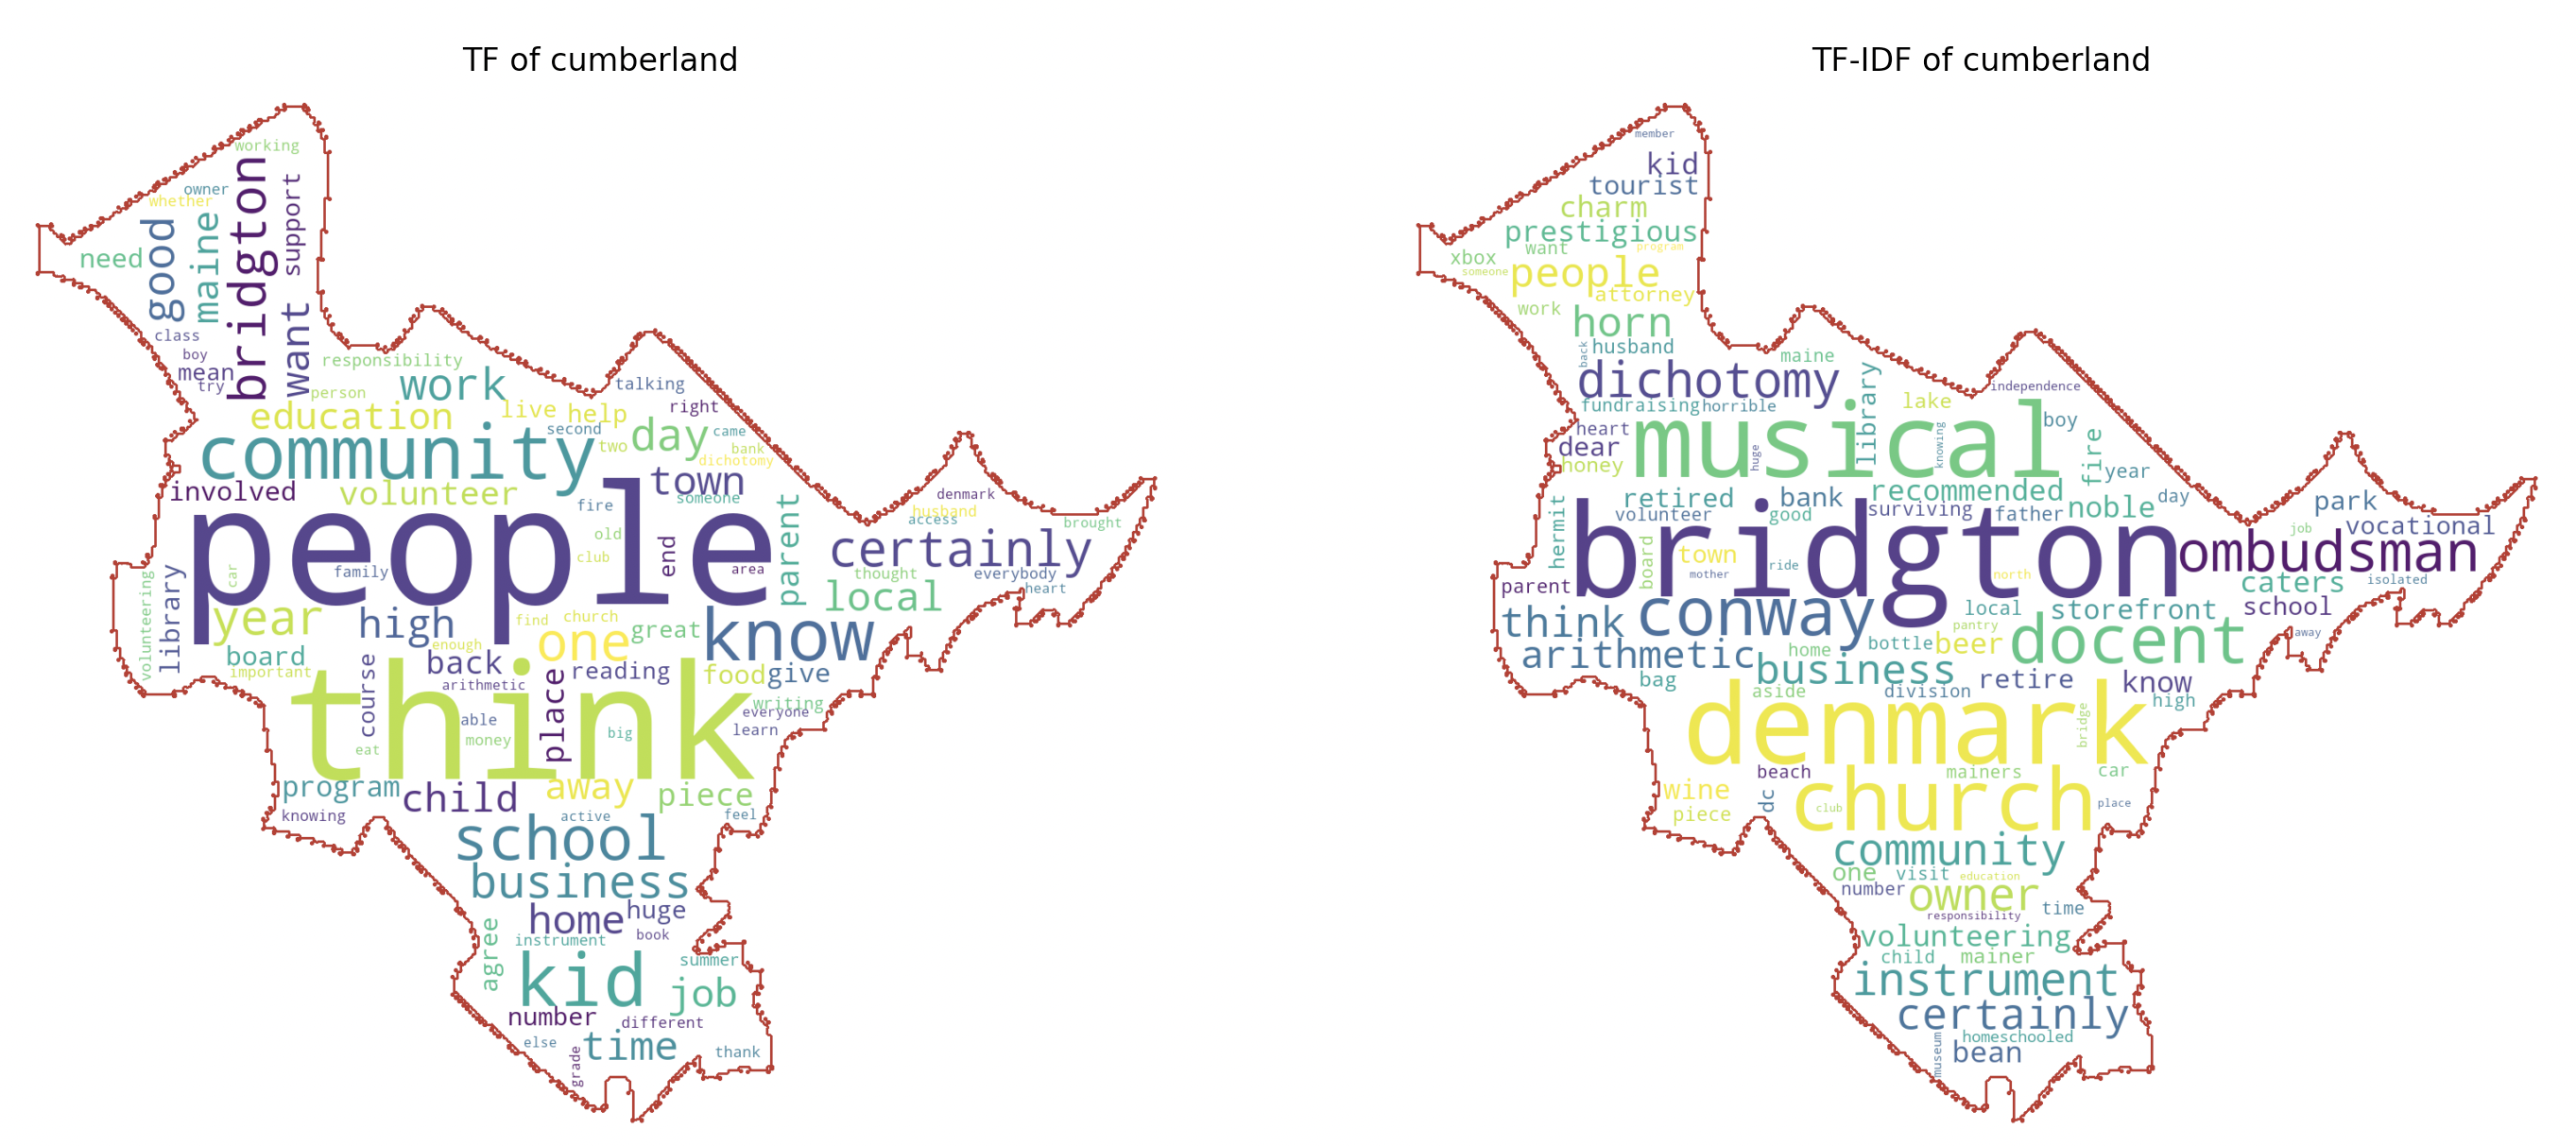 TF of cumberland
working
bridgton
support
owner
whether
good
maine
need
want
class
boy
mean
try
responsibility
person
work
talking
education
live
help
right
second
community
two
day
came
bank
dichotomy
town
involved
volunteer
someone
fire
denmark
husband
access
brought
people
old
club
family
car
end
area
parent
certainly
thought
everybody
heart
local
volunteering
library
year
high
find
church
one
great
know
enough
board
important
back
arithmetic
reading
food
give
course
think
place
able
money
big
eat
writing
everyone
learn
program
child
away
piece
knowing
active
feel
school
business
home
huge
book
instrument
agree
kid
summer
job
number
different
else
time
grade
thank
TF-IDF of cumberland
member
kid
tourist
charm
prestigious
want
program
xbox
someone
people
attorney
work
horn
back
husband
maine
dichotomy
independence
library
lake
fundraising
horrible
musical
boy
heart
dear
honey
huge
knowing
fire
year
retired
bank
recommended
day
park
volunteer
good
surviving
father
noble
vocational
hermit
bridgton
job
board
town
mother
ride
north
ombudsman
parent
caters
isolated
school
think
conway
local
storefront
pantry
away
arithmetic
home
bottle
beer
docent
business
bag
aside
division
retire
know
high
denmark
bridge
beach
mainers
car
wine
piece
dc
church
club
place
community
one
visit
education
number
owner
responsibility
time
volunteering
child
mainer
instrument
certainly
homeschooled
museum
bean